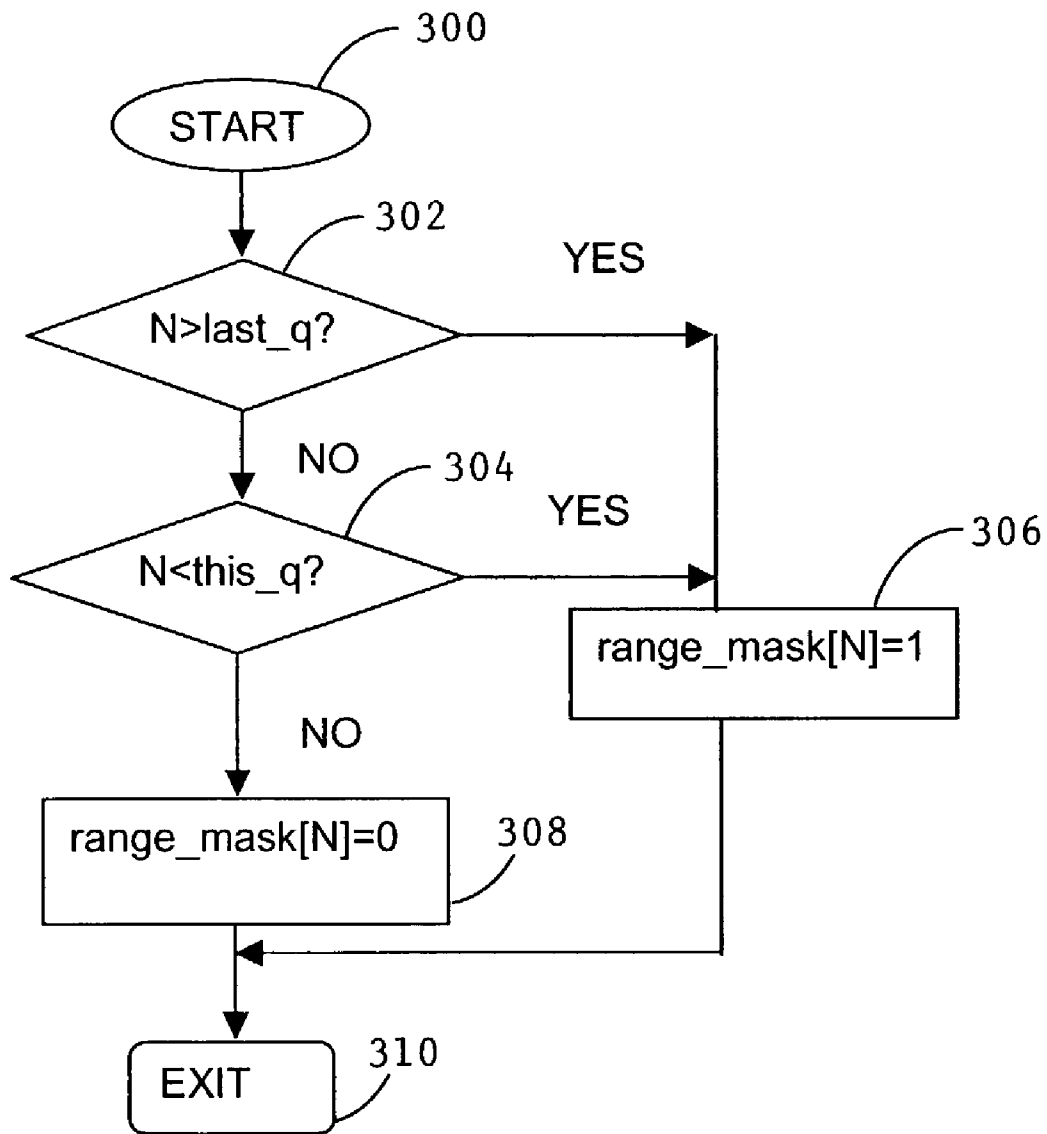 300
START
302
YES
N>last_q?
NO
304
YES
306
N<this_q?
range_mask[N]=1
NO
range_mask[N]=0
308
310
EXIT